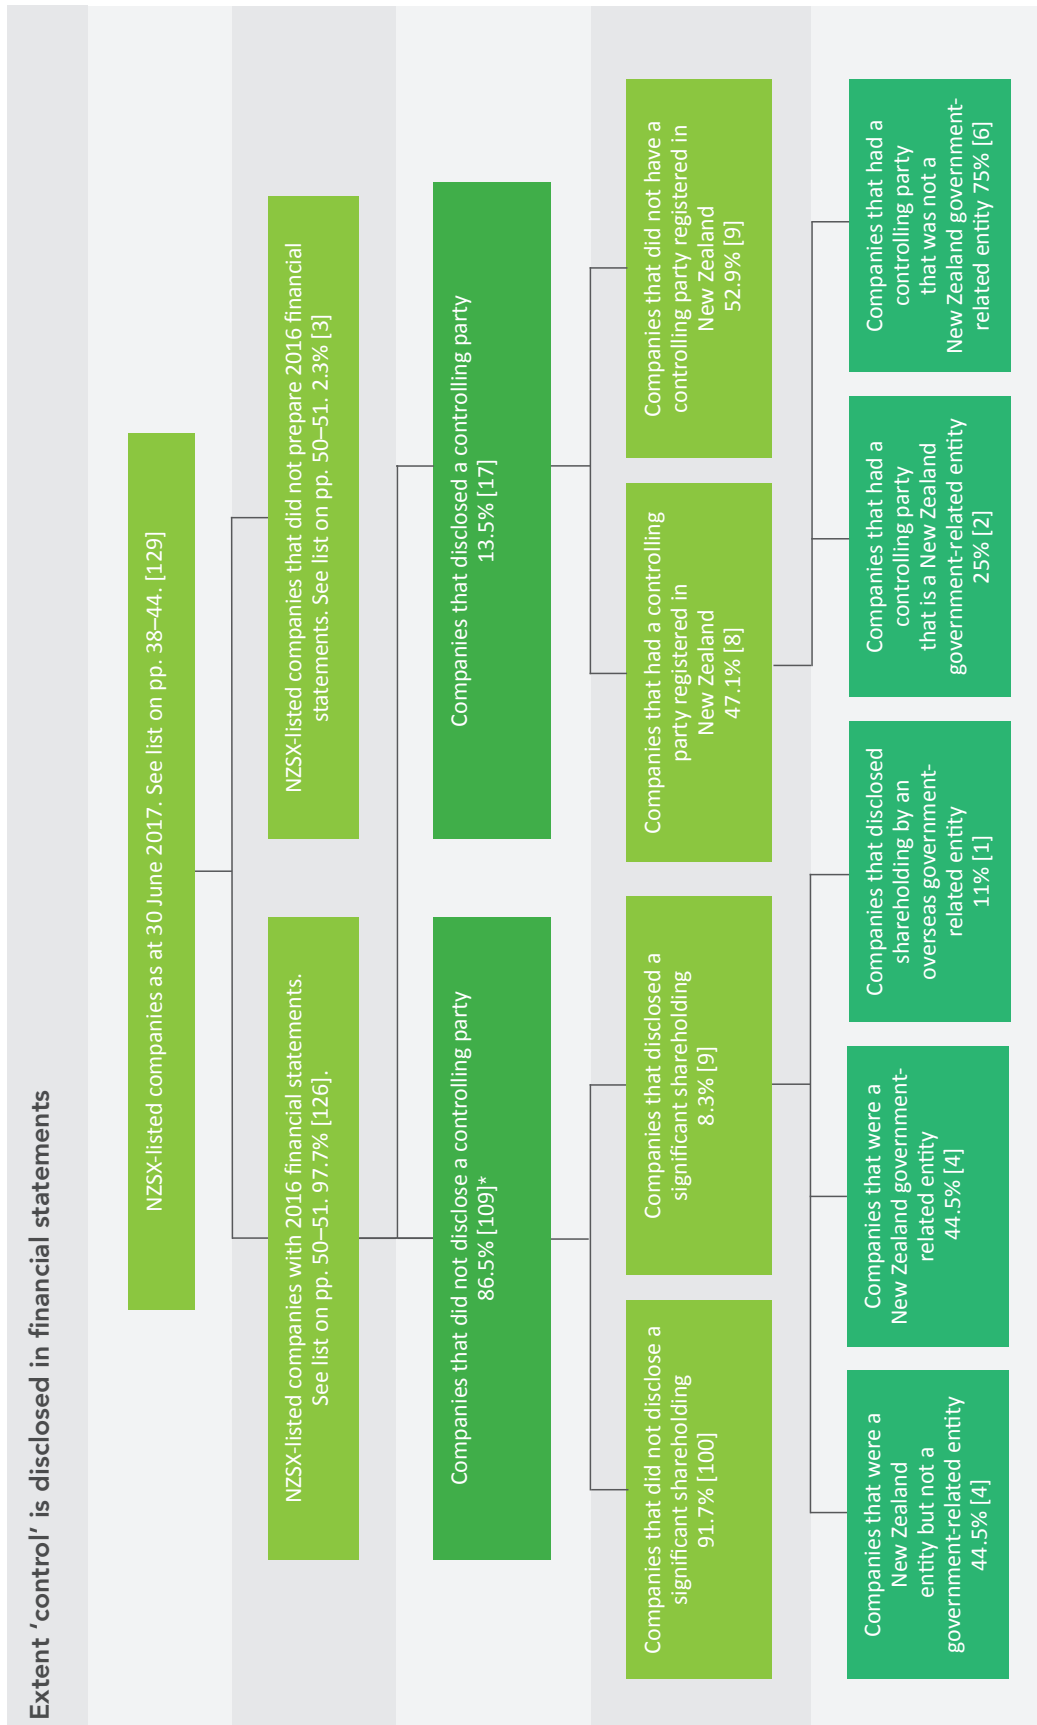 Extent ‘control’ is disclosed in financial statements
NZSX-listed companies as at 30 June 2017. See list on pp. 38–44. [129]
NZSX-listed companies with 2016 financial statements.
See list on pp. 50–51. 97.7% [126].
NZSX-listed companies that did not prepare 2016 financial
statements. See list on pp. 50–51. 2.3% [3]
Companies that did not disclose a controlling party
86.5% [109]*
Companies that disclosed a controlling party
13.5% [17]
Companies that did not disclose a
significant shareholding
91.7% [100]
Companies that disclosed a
significant shareholding
8.3% [9]
Companies that had a controlling
party registered in
New Zealand
47.1% [8]
Companies that did not have a
controlling party registered in
New Zealand
52.9% [9]
Companies that were a
New Zealand
entity but not a
government-related entity
44.5% [4]
Companies that were a
New Zealand government-
related entity
44.5% [4]
Companies that disclosed
shareholding by an
overseas government-
related entity
11% [1]
Companies that had a
controlling party
that is a New Zealand
government-related entity
25% [2]
Companies that had a
controlling party
that was not a
New Zealand government-
related entity 75% [6]